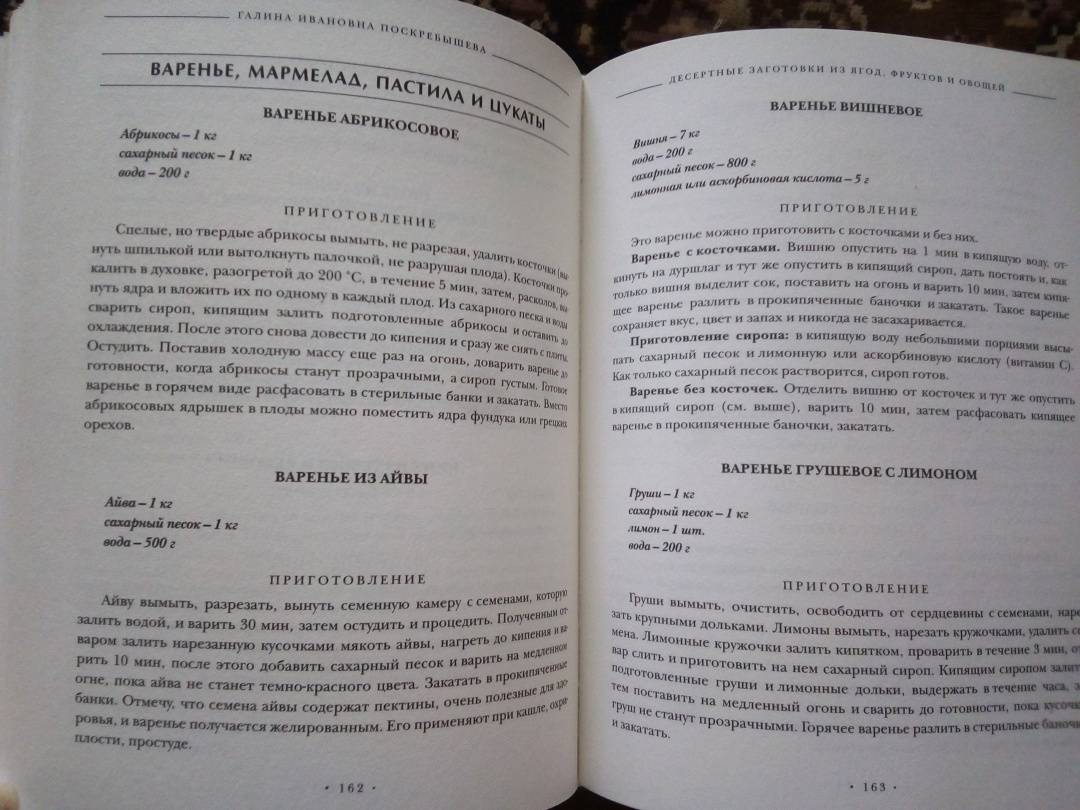 ГАЛИНА ИВАНОВНА ПОСКРЕБЫШЕВА
ВАРЕНЬЕ, МАРМЕЛАД, ПАСТИЛА И ЦУКАТЫ
ВАРЕНЬЕ АБРИКОСОВОЕ
Абрикосы – 1 кг
сахарный песок – 1 кг
вода – 200 г
ПРИГОТОВЛЕНИЕ
Спелые, но твердые абрикосы вымыть, не разрезая, удалить косточки (вы-
нуть шпилькой или вытолкнуть палочкой, не разрушая плода). Косточки про-
калить в духовке, разогретой до 200 °С, в течение 5 мин, затем, расколов, вы-
нуть ядра и вложить их по одному в каждый плод. Из сахарного песка и воды
сварить сироп, кипящим залить подготовленные абрикосы и оставить до
охлаждения. После этого снова довести до кипения и сразу же снять с плиты.
Остудить. Поставив холодную массу еще раз на огонь, доварить варенье до
готовности, когда абрикосы станут прозрачными, а сироп густым. Готовое
варенье в горячем виде расфасовать в стерильные банки и закатать. Вместо
абрикосовых ядрышек в плоды можно поместить ядра фундука или грецких
орехов.
ВАРЕНЬЕ ИЗ АЙВЫ
Айва – 1 кг
сахарный песок – 1 кг
вода – 500 г
ПРИГОТОВЛЕНИЕ
Айву вымыть, разрезать, вынуть семенную камеру с семенами, которую
залить водой, и варить 30 мин, затем остудить и процедить. Полученным от-
варом залить нарезанную кусочками мякоть айвы, нагреть до кипения и ва-
рить 10 мин, после этого добавить сахарный песок и варить на медленном
огне, пока айва не станет темно-красного цвета. Закатать в прокипяченные
банки. Отмечу, что семена айвы содержат пектины, очень полезные для здо-
ровья, и варенье получается желированным. Его применяют при кашле, охри-
плости, простуде.
· 162 ·
ДЕСЕРТНЫЕ ЗАГОТОВКИ ИЗ ЯГОД, ФРУКТОВ И ОВОЩЕЙ
ВАРЕНЬЕ ВИШНЕВОЕ
Вишня – 7 кг
вода – 200 г
сахарный песок – 800 г
лимонная или аскорбиновая кислота – 5 г
ПРИГОТОВЛЕНИЕ
Это варенье можно приготовить с косточками и без них.
Варенье с косточками. Вишню опустить на 1 мин в кипящую воду, от-
кинуть на дуршлаг и тут же опустить в кипящий сироп, дать постоять и, как
только вишня выделит сок, поставить на огонь и варить 10 мин, затем кипя-
щее варенье разлить в прокипяченные баночки и закатать. Такое варенье
сохраняет вкус, цвет и запах и никогда не засахаривается.
Приготовление сиропа: в кипящую воду небольшими порциями высы-
пать сахарный песок и лимонную или аскорбиновую кислоту (витамин С).
Как только сахарный песок растворится, сироп готов.
Варенье без косточек. Отделить вишню от косточек и тут же опустить
в кипящий сироп (см. выше), варить 10 мин, затем расфасовать кипящее
варенье в прокипяченные баночки, закатать.
ВАРЕНЬЕ ГРУШЕВОЕ С ЛИМОНОМ
Груши – 1 кг
сахарный песок – 1 кг
лимон – 1 шт.
вода – 200 г
ПРИГОТОВЛЕНИЕ
Груши вымыть, очистить, освободить от сердцевины с семенами, наре
зать крупными дольками. Лимоны вымыть, нарезать кружочками, удалить се
мена. Лимонные кружочки залить кипятком, проварить в течение 3 мин, от
вар слить и приготовить на нем сахарный сироп. Кипящим сиропом залить
подготовленные груши и лимонные дольки, выдержать в течение часа, за
тем поставить на медленный огонь и сварить до готовности, пока кусочк
груш не станут прозрачными. Горячее варенье разлить в стерильные баночк
и закатать.
· 163 ·